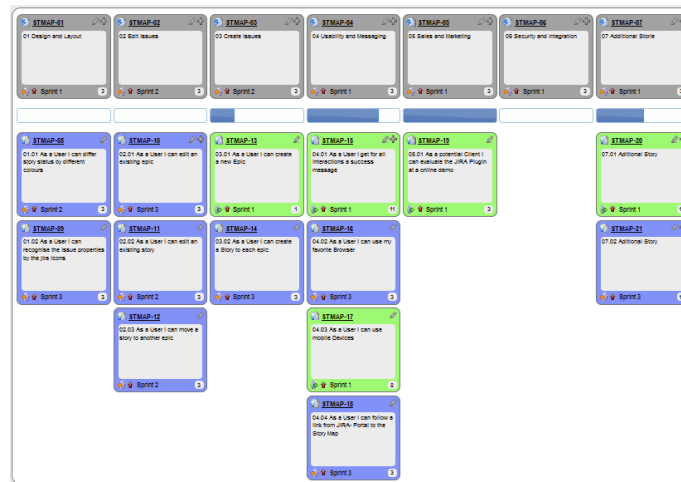 STMAP-01
01 Design and Layout
Sprint 1 3
STMAP-02
02 Edit Issues
Sprint 2 3
STMAP-03
03 Create Issues
Sprint 2 3
STMAP-04
04 Usability and Messaging
Sprint 1 3
STMAP-05
05 Sales and Marketing
Sprint 1 3
STMAP-06
06 Security and Integration
Sprint 1 3
STMAP-07
07 Additional Storie
Sprint 1
STMAP-08
01.01 As a User I can differ
story status by different
colours
Sprint 2 3
STMAP-10
02.01 As a User I can edit an
existing epic
Sprint 3 3
STMAP-13
03.01 As a User I can create
a new Epic
Sprint 1 1
STMAP-15
04.01 As a User I get for all
interactions a success
message
Sprint 1 11
STMAP-19
05.01 As a potential Client I
can evaluate the JIRA Plugin
at a online demo
Sprint 1 3
STMAP-20
07.01 Aditional Story
Sprint 1
STMAP-09
01.02 As a User I can
recognise the issue properties
by the Jira Icons
Sprint 3 3
STMAP-11
02.02 As a User I can edit an
existing story
Sprint 2 3
STMAP-14
03.02 As a User I can create
a Story to each epic
Sprint 3 3
STMAP-16
04.02 As a User I can use my
favorite Browser
Sprint 3 3
STMAP-21
07.02 Aditional Story
Sprint 3
STMAP-12
02.03 As a User I can move a
story to another epic
Sprint 2 3
STMAP-17
04.03 As a User I can use
mobile Devices
Sprint 1 8
STMAP-18
04.04 As a User I can follow a
link from JIRA- Portal to the
Story Map
Sprint 3 3